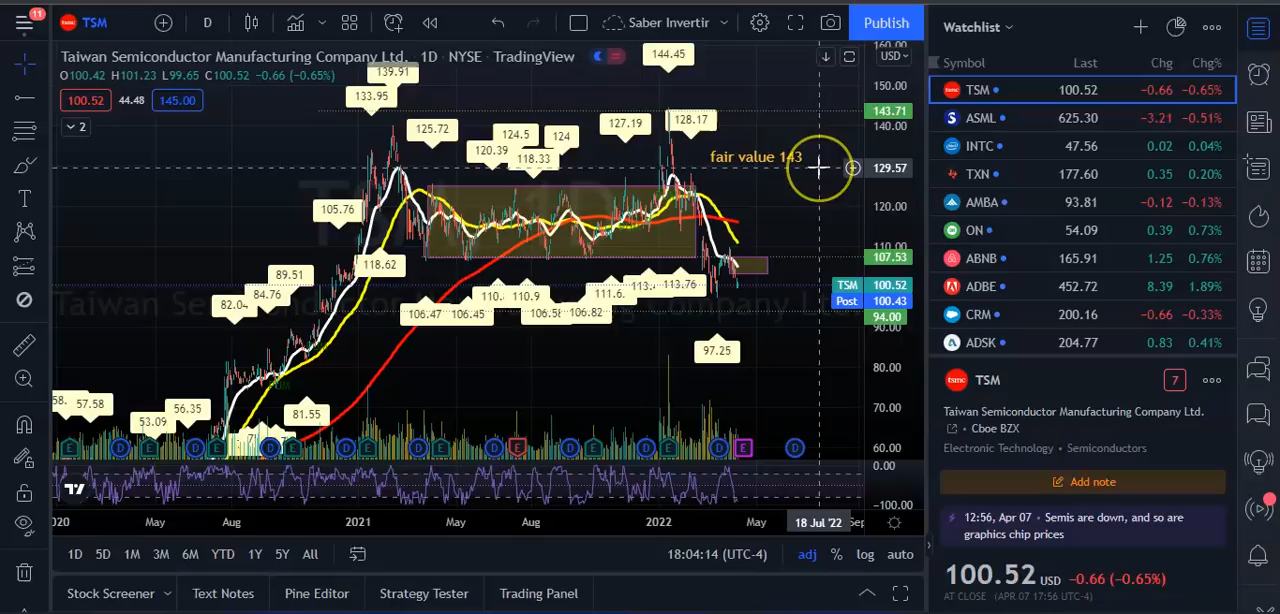 11
TSM
D
Saber Invertir
Publish
Taiwan Semiconductor Manufacturing Company Ltd. · 1D · NYSE · TradingView
O100.42 H101.23 L99.65 C100.52 −0.66 (−0.65%)
100.52 44.48 145.00
2
USD
160.00
150.00
143.71
140.00
129.57
120.00
110.00
107.53
TSM 100.52
Post 100.43
94.00
90.00
80.00
70.00
60.00
0.00
−100.00
144.45
139.91
133.95
125.72
120.39
124.5
118.33
124
127.19
128.17
fair value 143
105.76
118.62
89.51
84.76
82.04
106.47
106.45
110.9
106.82
111.6
113.76
97.25
58.
57.58
53.09
56.35
81.55
2020 May Aug 2021 May Aug 2022 May 18 Jul '22 Sep
1D 5D 1M 3M 6M YTD 1Y 5Y All
18:04:14 (UTC-4) adj % log auto
Stock Screener Text Notes Pine Editor Strategy Tester Trading Panel
Watchlist
Symbol Last Chg Chg%
TSM 100.52 −0.66 −0.65%
ASML 625.30 −3.21 −0.51%
INTC 47.56 0.02 0.04%
TXN 177.60 0.35 0.20%
AMBA 93.81 −0.12 −0.13%
ON 54.09 0.39 0.73%
ABNB 165.91 1.25 0.76%
ADBE 452.72 8.39 1.89%
CRM 200.16 −0.66 −0.33%
ADSK 204.77 0.83 0.41%
tsmc TSM 7
Taiwan Semiconductor Manufacturing Company Ltd.
Cboe BZX
Electronic Technology • Semiconductors
Add note
12:56, Apr 07 • Semis are down, and so are
graphics chip prices
100.52 USD −0.66 (−0.65%)
AT CLOSE (APR 07 17:56 UTC-4)